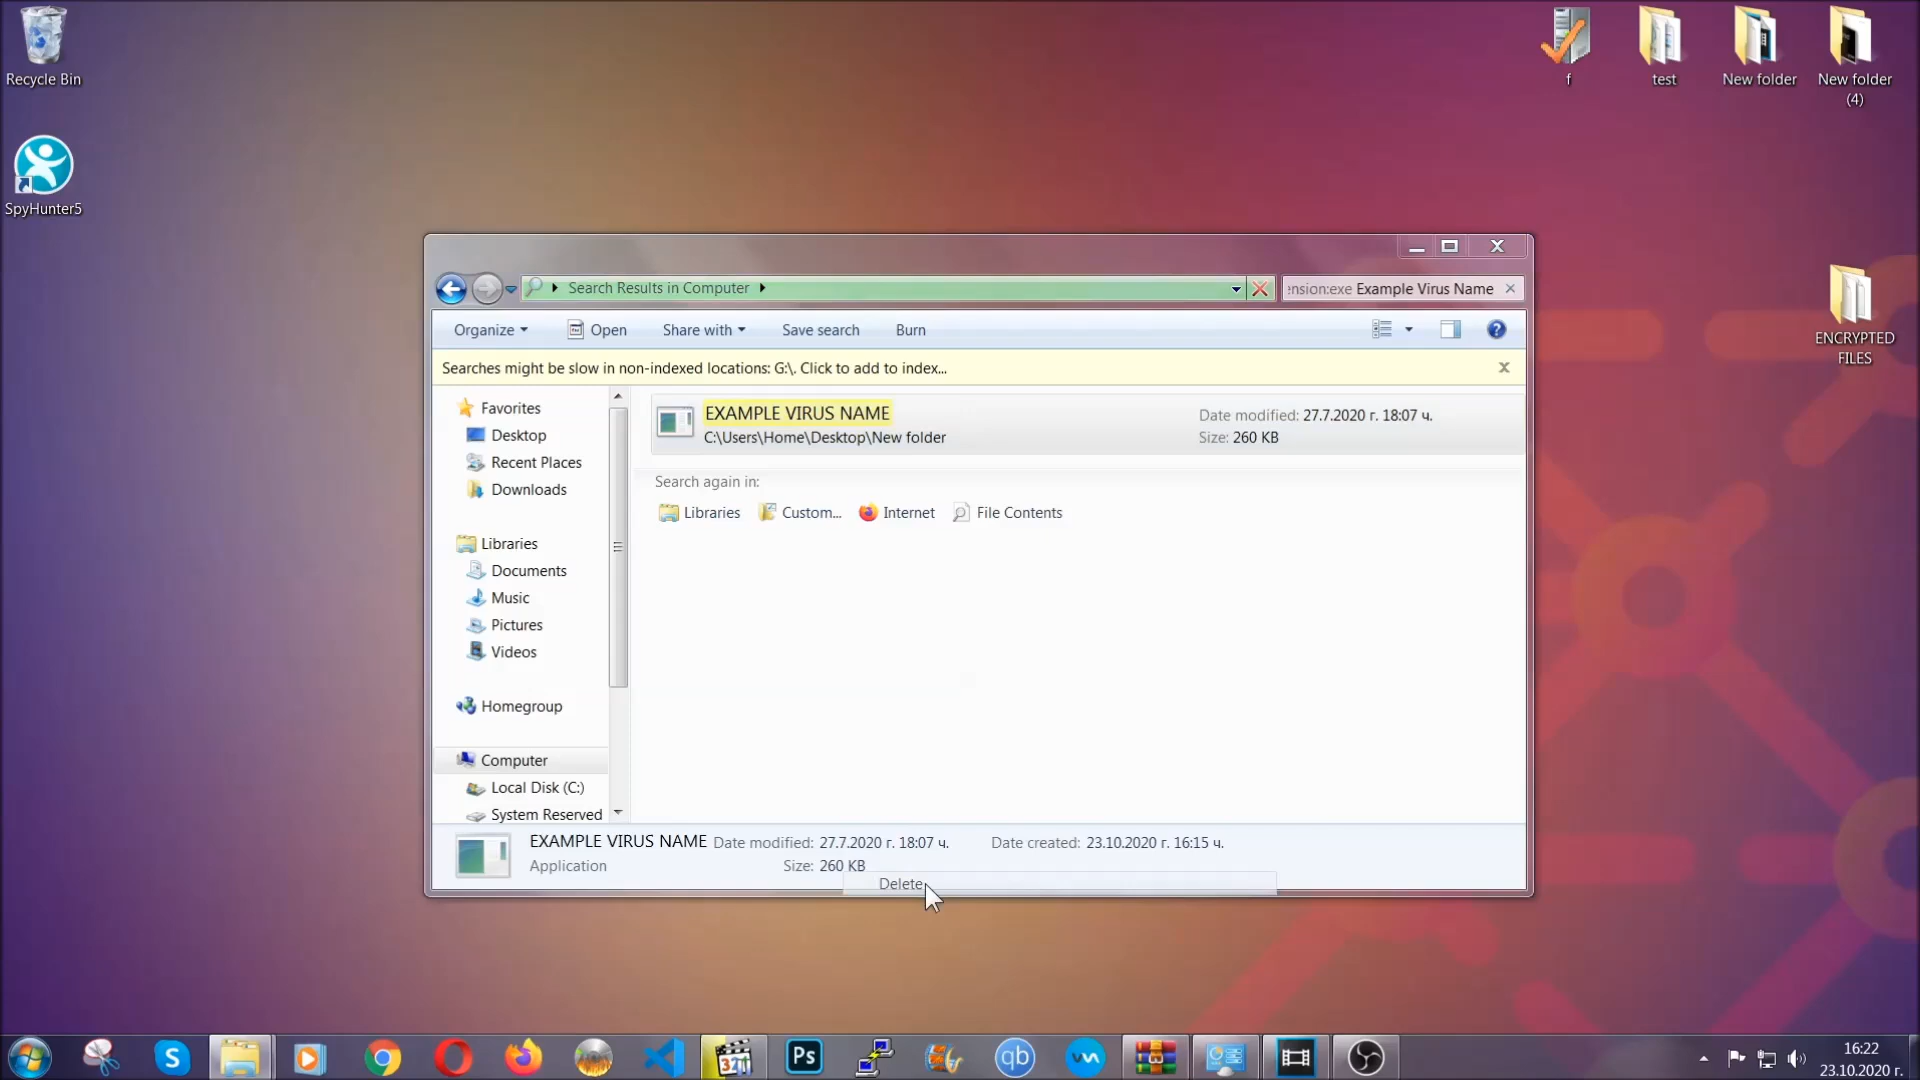 Recycle Bin
SpyHunter5
f
test
New folder
New folder
(4)
ENCRYPTED
FILES
Search Results in Computer
ension:exe Example Virus Name
Organize
Open
Share with
Save search
Burn
Searches might be slow in non-indexed locations: G:\. Click to add to index...
Favorites
Desktop
Recent Places
Downloads
Libraries
Documents
Music
Pictures
Videos
Homegroup
Computer
Local Disk (C:)
System Reserved
EXAMPLE VIRUS NAME
C:\Users\Home\Desktop\New folder
Date modified: 27.7.2020 г. 18:07 ч.
Size: 260 KB
Search again in:
Libraries
Custom...
Internet
File Contents
EXAMPLE VIRUS NAME Date modified: 27.7.2020 г. 18:07 ч. Date created: 23.10.2020 г. 16:15 ч.
Application Size: 260 KB
Delete
S
321
Ps
qb
16:22
23.10.2020 г.